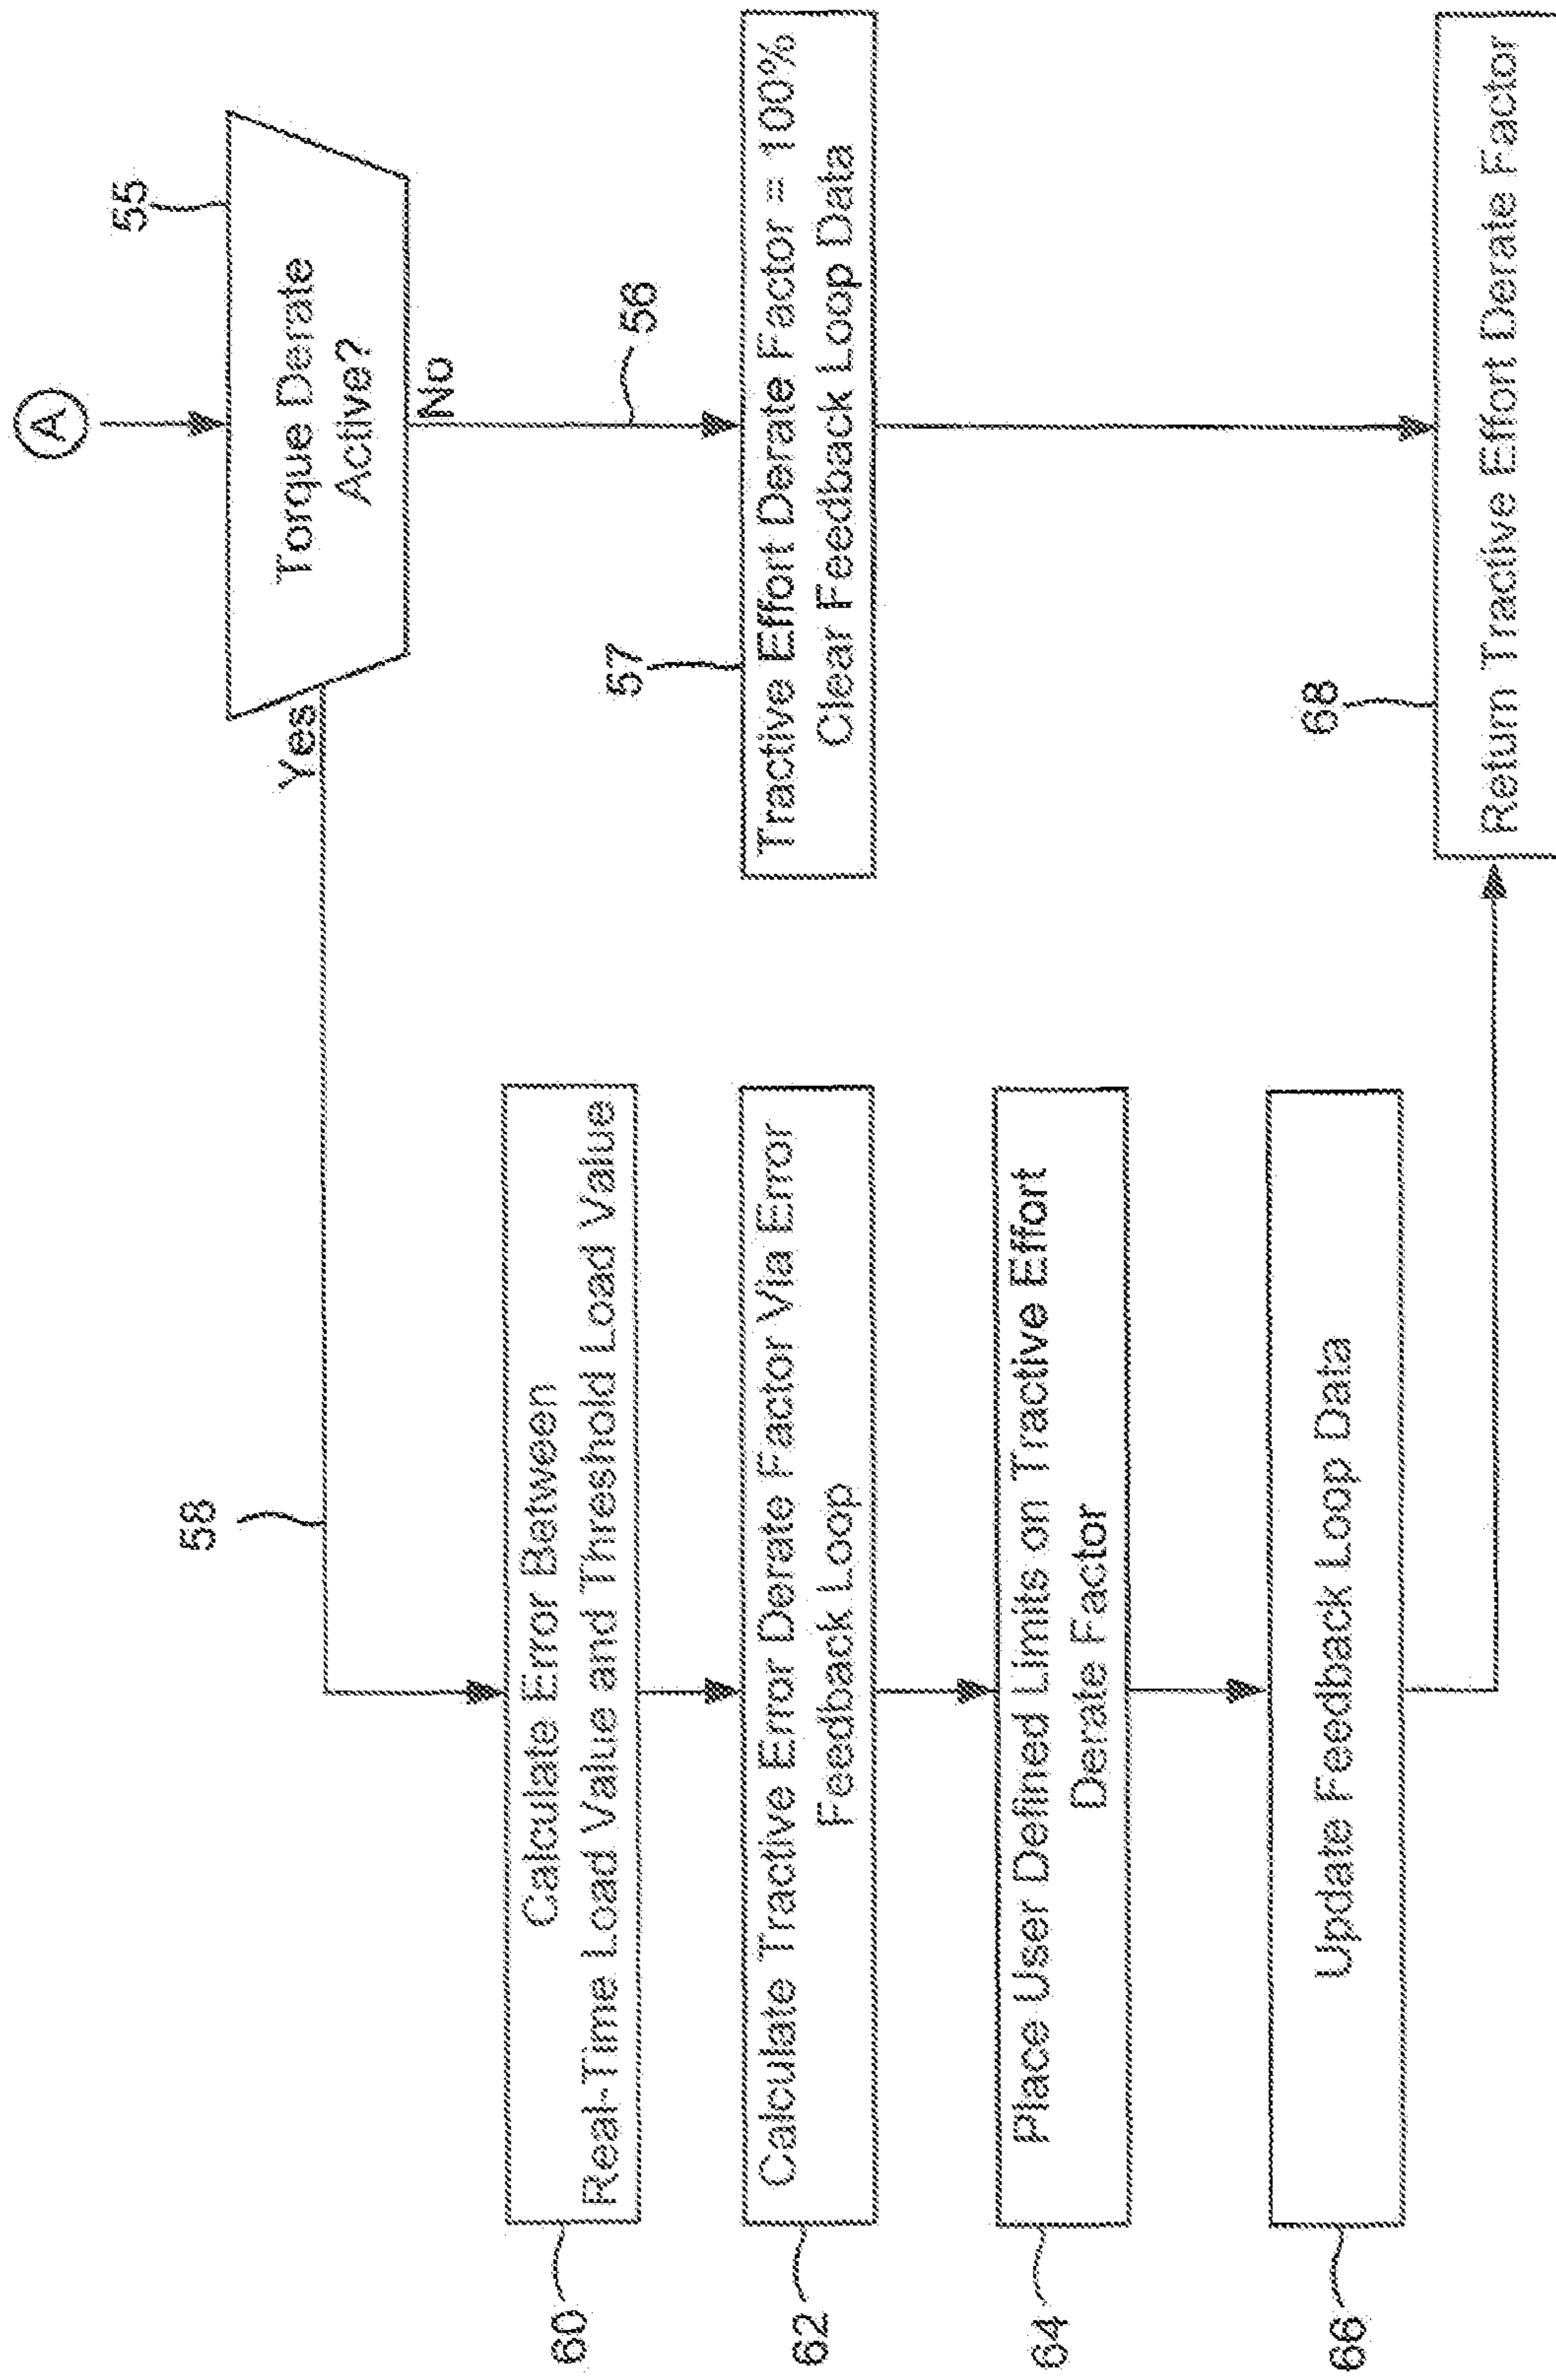 A
55
Torque Derate
Active?
Yes
No
58
56
60
Calculate Error Between
Real-Time Load Value and Threshold Load Value
57
Tractive Effort Derate Factor = 100%
Clear Feedback Loop Data
62
Calculate Tractive Error Derate Factor Via Error
Feedback Loop
64
Place User Defined Limits on Tractive Effort
Derate Factor
66
Update Feedback Loop Data
68
Return Tractive Effort Derate Factor